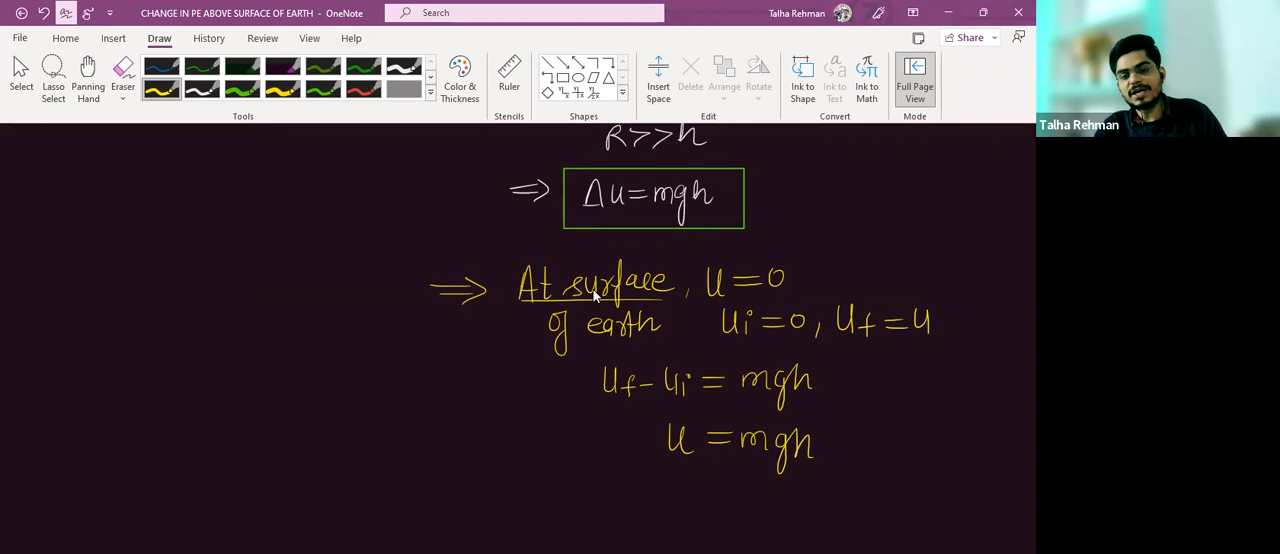 CHANGE IN PE ABOVE SURFACE OF EARTH - OneNote
Search
Talha Rehman
File Home Insert Draw History Review View Help
Share
Select
Lasso Select
Panning Hand
Eraser
Color & Thickness
Ruler
Insert Space
Delete
Arrange
Rotate
Ink to Shape
Ink to Text
Ink to Math
Full Page View
Tools
Stencils
Shapes
Edit
Convert
Mode
Talha Rehman
R>>h
⇒ Δu=mgh
⇒ At surface, u=0
of earth ui=0, uf=u
uf-ui=mgh
u=mgh